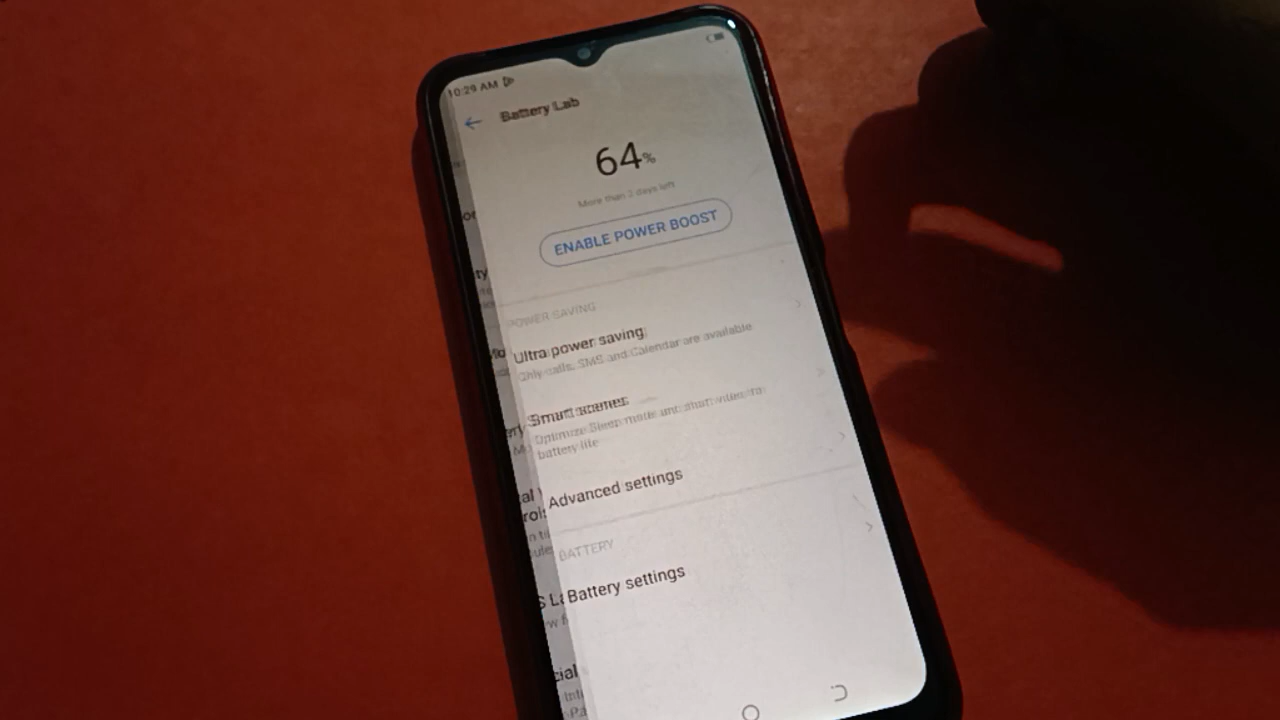 10:29 AM
Battery Lab
64%
More than 2 days left
ENABLE POWER BOOST
POWER SAVING
Ultra power saving
Only calls, SMS and Calendar are available
Smart scenes
Optimize Sleep mode and short video for
battery life
Advanced settings
BATTERY
Battery settings